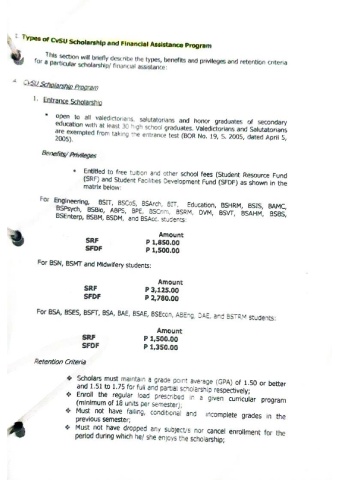 2. Types of CvSU Scholarship and Financial Assistance Program
This section will briefly describe the types, benefits and privileges and retention criteria
for a particular scholarship/ financial assistance:
CvSU Scholarship Program
1. Entrance Scholarship
• open to all valedictorians, salutatorians and honor graduates of secondary
education with at least 30 high school graduates. Valedictorians and Salutatorians
are exempted from taking the entrance test (BOR No. 19, S. 2005, dated April 5,
2005).
Benefits/ Privileges
• Entitled to free tuition and other school fees (Student Resource Fund
(SRF) and Student Facilities Development Fund (SFDF) as shown in the
matrix below:
For Engineering, BSIT, BSCoS, BSArch, BIT, Education, BSHRM, BSIS, BAMC,
BSPsych, BSBio, ABPS, BPE, BSCrim, BSRM, DVM, BSVT, BSAHM, BSBS,
BSEnterp, BSBM, BSDM, and BSAcc. students:
Amount
SRF P 1,850.00
SFDF P 1,500.00
For BSN, BSMT and Midwifery students:
Amount
SRF P 3,125.00
SFDF P 2,780.00
For BSA, BSES, BSFT, BSA, BAE, BSAE, BSEcon, ABEng, DAE, and BSTRM students:
Amount
SRF P 1,500.00
SFDF P 1,350.00
Retention Criteria
❖ Scholars must maintain a grade point average (GPA) of 1.50 or better
and 1.51 to 1.75 for full and partial scholarship respectively;
❖ Enroll the regular load prescribed in a given curricular program
(minimum of 18 units per semester);
❖ Must not have failing, conditional and incomplete grades in the
previous semester;
❖ Must not have dropped any subject/s nor cancel enrollment for the
period during which he/ she enjoys the scholarship;